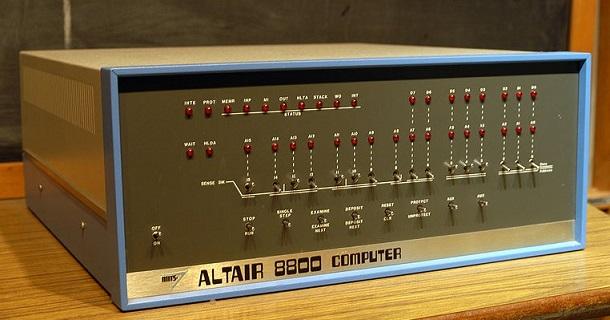 INTE PROT MEMR INP MI OUT HLTA STACK WO INT D7 D6 D5 D4 D3 D2 D1 D0
STATUS
WAIT HLDA A15 A14 A13 A12 A11 A10 A9 A8 A7 A6 A5 A4 A3 A2 A1 A0
SENSE SW.
OFF
ON
STOP
RUN
SINGLE
STEP
EXAMINE
EXAMINE
NEXT
DEPOSIT
DEPOSIT
NEXT
RESET
CLR
PROTECT
UNPROTECT
AUX
mits ALTAIR 8800 COMPUTER